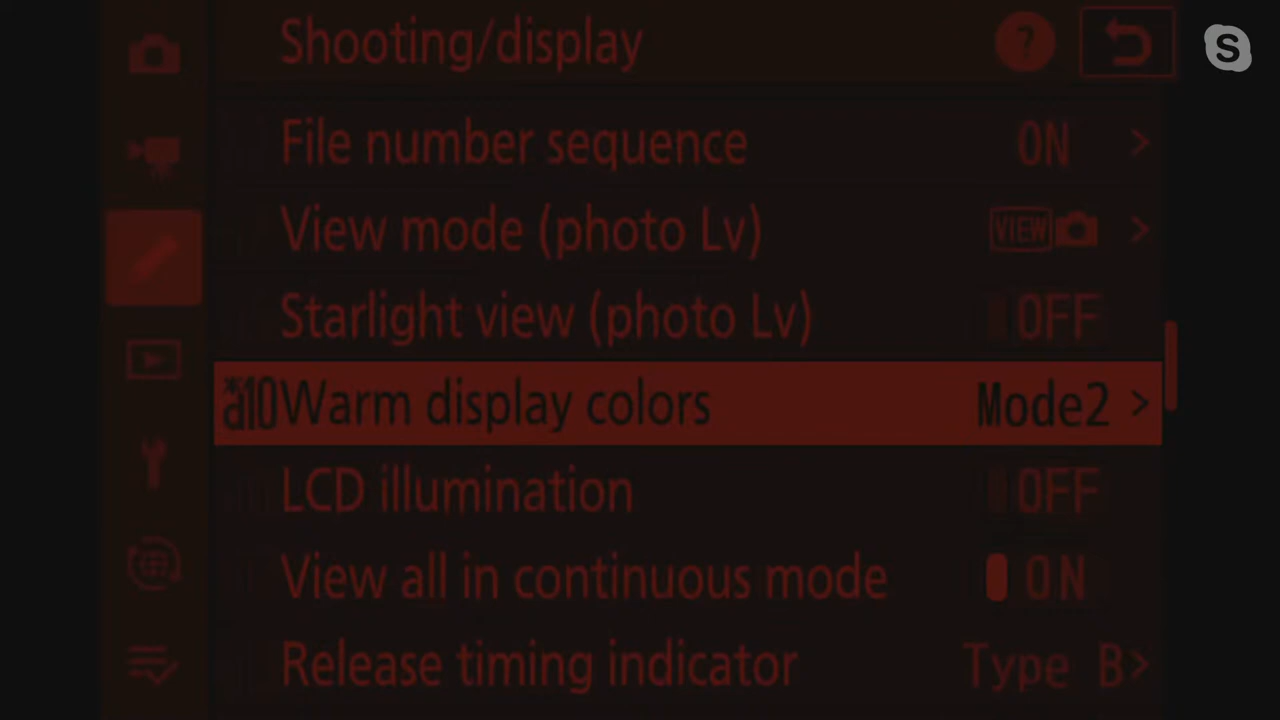 Shooting/display ?
File number sequence ON >
View mode (photo Lv) VIEW >
Starlight view (photo Lv) OFF
Warm display colors Mode2 >
LCD illumination OFF
View all in continuous mode ON
Release timing indicator Type B>
S